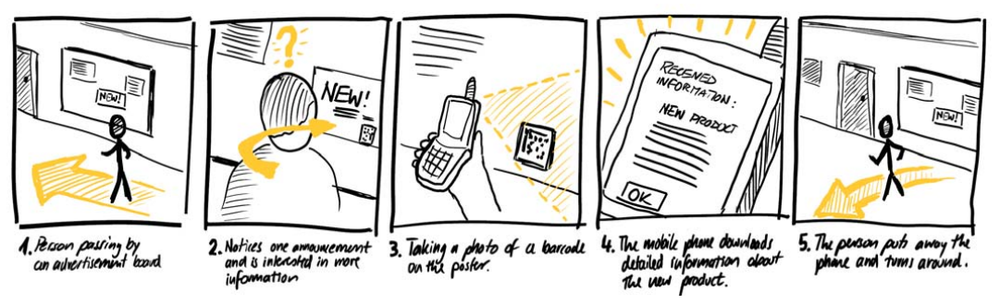 NEW!
1. Person passing by
an advertisement board
?
NEW!
2. Notices one announcement
and is interested in more
information
3. Taking a photo of a barcode
on the poster.
RECEIVED
INFORMATION:
NEW PRODUCT
OK
4. The mobile phone downloads
detailed information about
the new product.
NEW!
5. The person puts away the
phone and turns around.